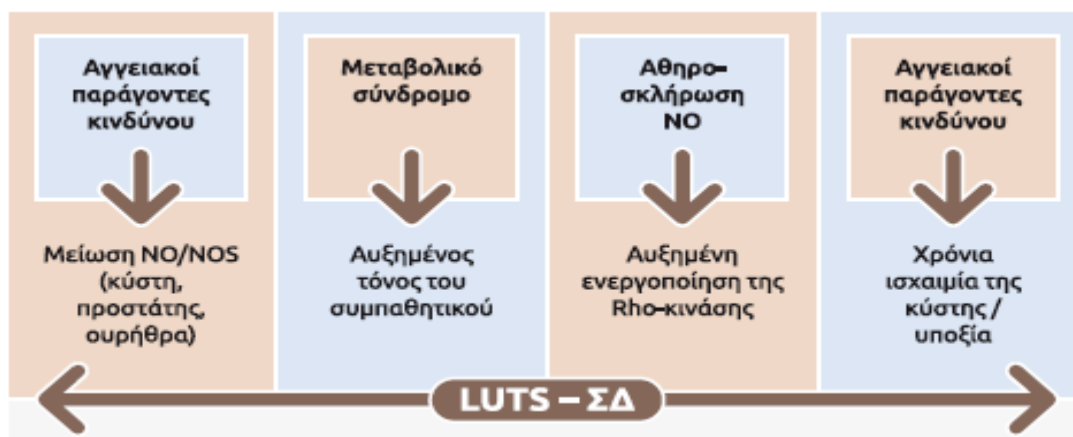 Αγγειακοί
παράγοντες
κινδύνου
Μείωση NO/NOS
(κύστη,
προστάτης,
ουρήθρα)
Μεταβολικό
σύνδρομο
Αυξημένος
τόνος του
συμπαθητικού
Αθηρο–
σκλήρωση
NO
Αυξημένη
ενεργοποίηση της
Rho–κινάσης
Αγγειακοί
παράγοντες
κινδύνου
Χρόνια
ισχαιμία της
κύστης /
υποξία
LUTS – ΣΔ